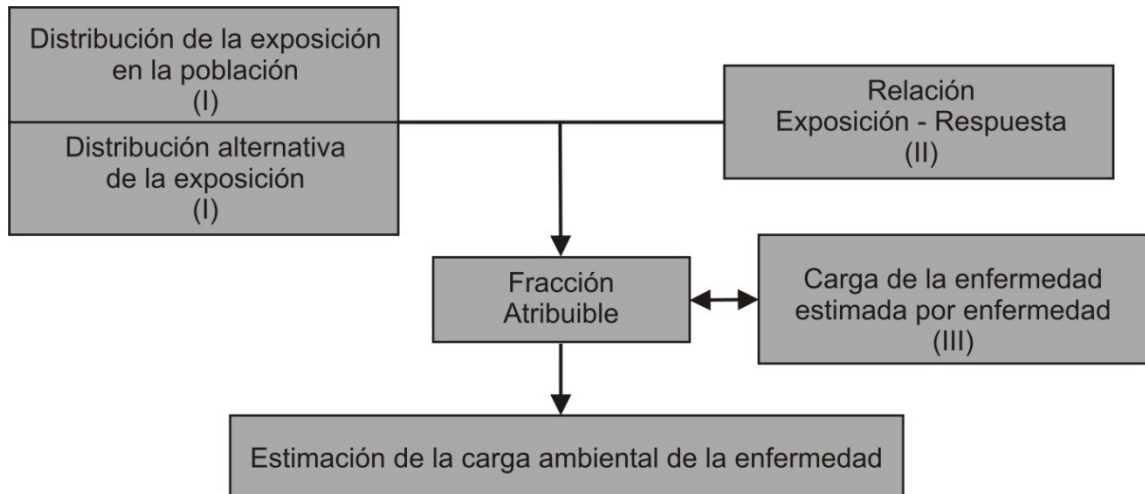 Distribución de la exposición
en la población
(I)
Distribución alternativa
de la exposición
(I)
Relación
Exposición - Respuesta
(II)
Fracción
Atribuible
Carga de la enfermedad
estimada por enfermedad
(III)
Estimación de la carga ambiental de la enfermedad